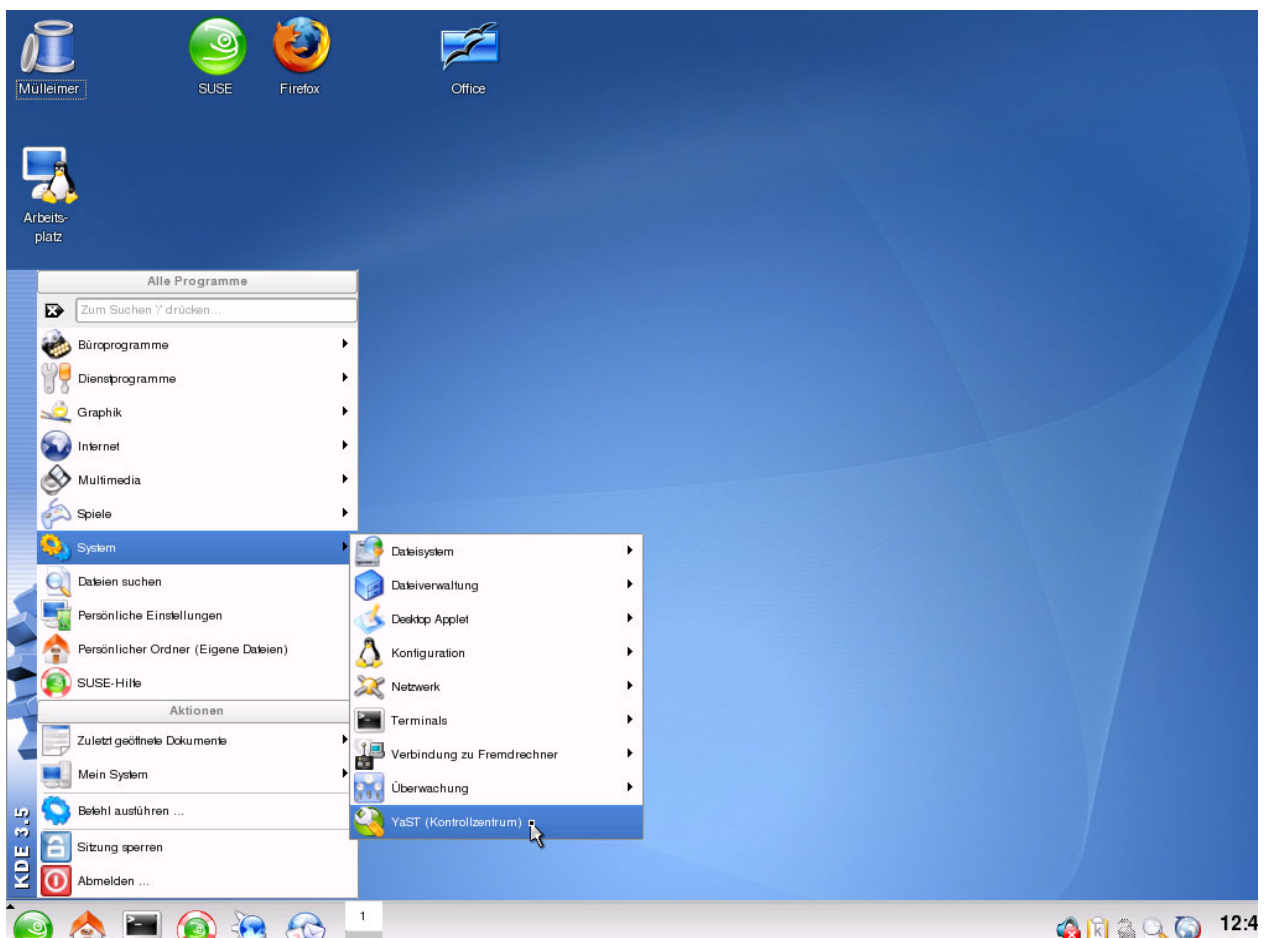 Mülleimer
SUSE
Firefox
Office
Arbeits-
platz
Alle Programme
Zum Suchen '/' drücken...
Büroprogramme
Dienstprogramme
Graphik
Internet
Multimedia
Spiele
System
Dateien suchen
Persönliche Einstellungen
Persönlicher Ordner (Eigene Dateien)
SUSE-Hilfe
Aktionen
Zuletzt geöffnete Dokumente
Mein System
Befehl ausführen ...
Sitzung sperren
Abmelden ...
KDE 3.5
Dateisystem
Dateiverwaltung
Desktop Applet
Konfiguration
Netzwerk
Terminals
Verbindung zu Fremdrechner
Überwachung
YaST (Kontrollzentrum)
1
12:4